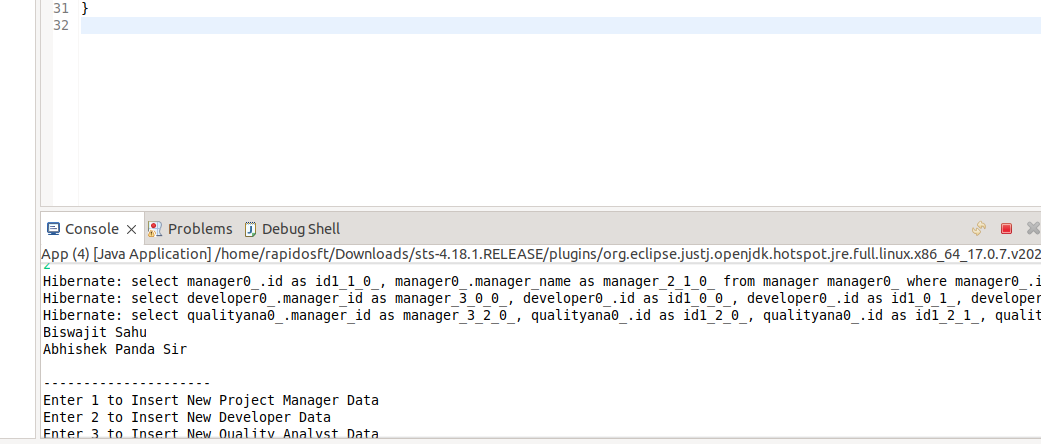 31 }
32
Console Problems Debug Shell
App (4) [Java Application] /home/rapidosft/Downloads/sts-4.18.1.RELEASE/plugins/org.eclipse.justj.openjdk.hotspot.jre.full.linux.x86_64_17.0.7.v202
2
Hibernate: select manager0_.id as id1_1_0_, manager0_.manager_name as manager_2_1_0_ from manager manager0_ where manager0_.i
Hibernate: select developer0_.manager_id as manager_3_0_0_, developer0_.id as id1_0_0_, developer0_.id as id1_0_1_, developer
Hibernate: select qualityana0_.manager_id as manager_3_2_0_, qualityana0_.id as id1_2_0_, qualityana0_.id as id1_2_1_, qualit
Biswajit Sahu
Abhishek Panda Sir
---------------------
Enter 1 to Insert New Project Manager Data
Enter 2 to Insert New Developer Data
Enter 3 to Insert New Quality Analyst Data